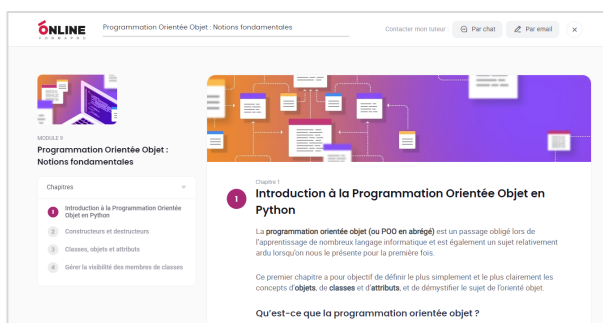 ONLINE
FORMAPRO
Programmation Orientée Objet : Notions fondamentales
Contacter mon tuteur :
Par chat
Par email
MODULE 9
Programmation Orientée Objet :
Notions fondamentales
Chapitres
1 Introduction à la Programmation Orientée
Objet en Python
2 Constructeurs et destructeurs
3 Classes, objets et attributs
4 Gérer la visibilité des membres de classes
Chapitre 1
1 Introduction à la Programmation Orientée Objet en
Python
La programmation orientée objet (ou POO en abrégé) est un passage obligé lors de
l'apprentissage de nombreux langage informatique et est également un sujet relativement
ardu lorsqu'on nous le présente pour la première fois.
Ce premier chapitre a pour objectif de définir le plus simplement et le plus clairement les
concepts d'objets, de classes et d'attributs, et de démystifier le sujet de l'orienté objet.
Qu'est-ce que la programmation orientée objet ?